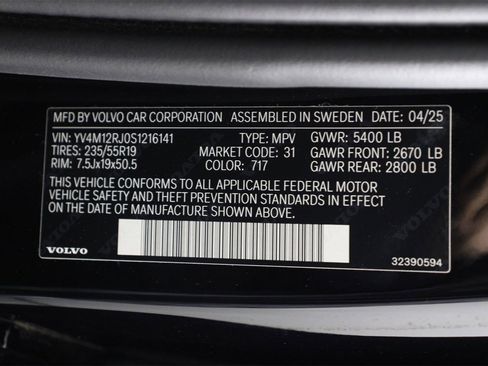 MFD BY VOLVO CAR CORPORATION ASSEMBLED IN SWEDEN DATE: 04/25
VIN: YV4M12RJ0S1216141 TYPE: MPV GVWR: 5400 LB
TIRES: 235/55R19 MARKET CODE: 31 GAWR FRONT: 2670 LB
RIM: 7.5Jx19x50.5 COLOR: 717 GAWR REAR: 2800 LB
THIS VEHICLE CONFORMS TO ALL APPLICABLE FEDERAL MOTOR
VEHICLE SAFETY AND THEFT PREVENTION STANDARDS IN EFFECT ON
THE DATE OF MANUFACTURE SHOWN ABOVE.
VOLVO 32390594